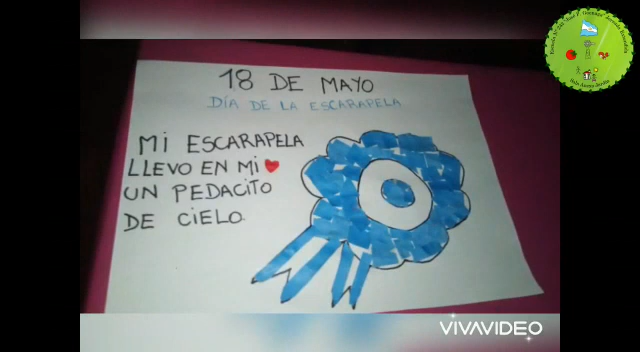 18 DE MAYO
DÍA DE LA ESCARAPELA
Mi ESCARAPELA
LLEVO EN Mi
UN PEDACiTO
DE CiELO.
VIVAVIDEO